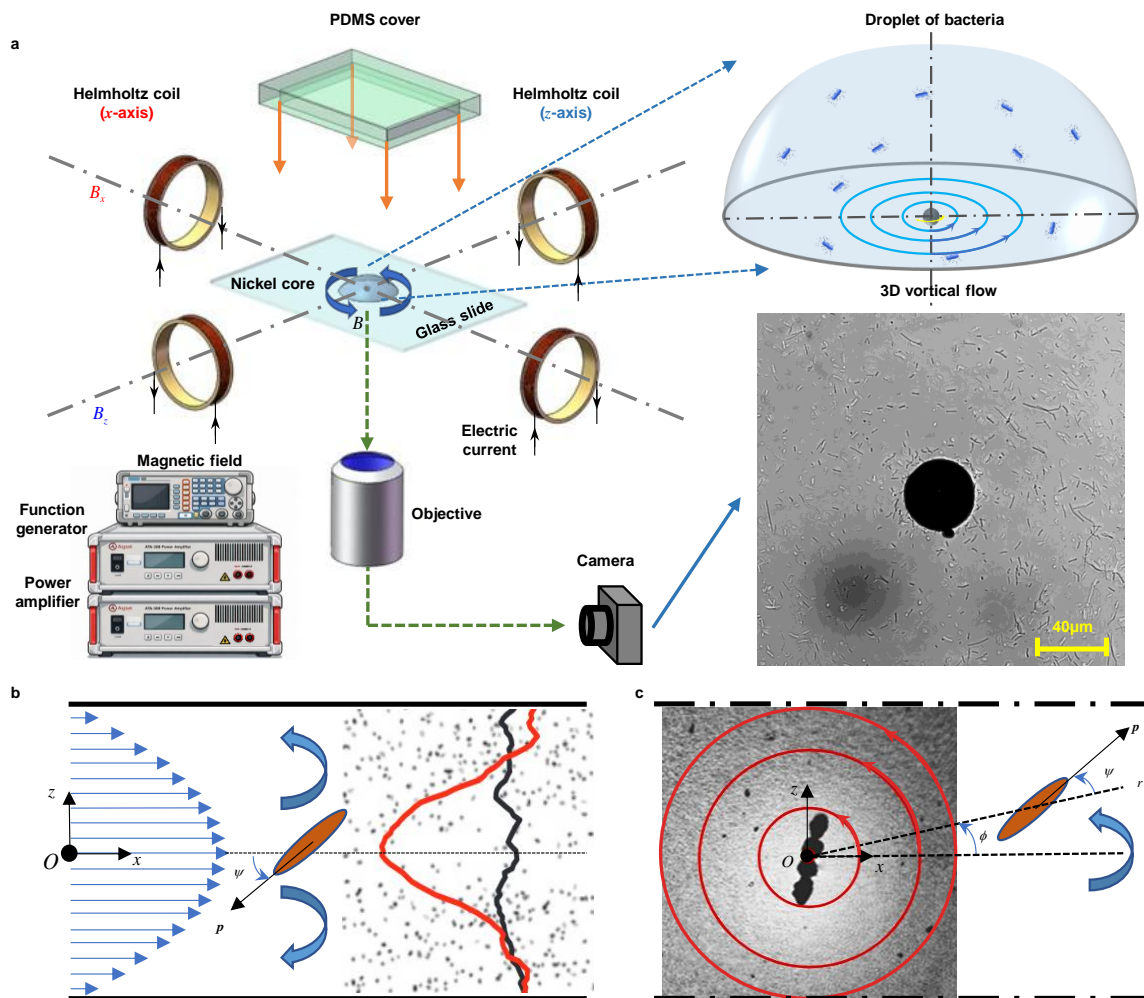 PDMS cover
Droplet of bacteria
a
Helmholtz coil
(x-axis)
Helmholtz coil
(z-axis)
Bx
Nickel core
B
Glass slide
3D vortical flow
Bz
Electric
current
Magnetic field
Function
generator
Objective
Power
amplifier
Camera
40μm
b
c
z
O
x
ψ
p
z
O
x
ϕ
ψ
r
p